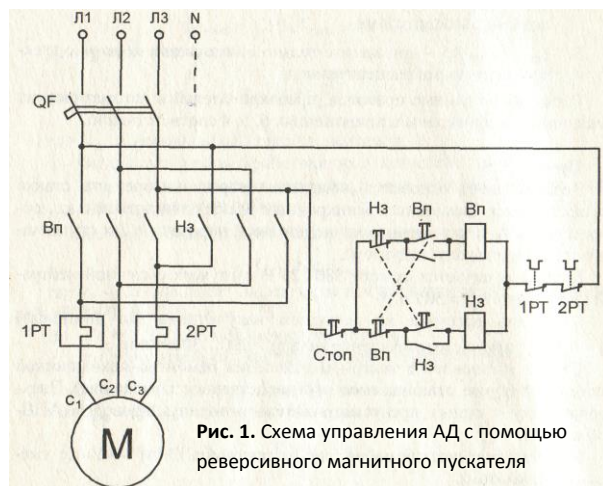 Л1 Л2 Л3 N
QF
Нз Вп Вп
Вп Нз
1РТ 2РТ
Нз
1РТ 2РТ
Стоп Вп
Нз
C1 C2 C3
М
Рис. 1. Схема управления АД с помощью
реверсивного магнитного пускателя